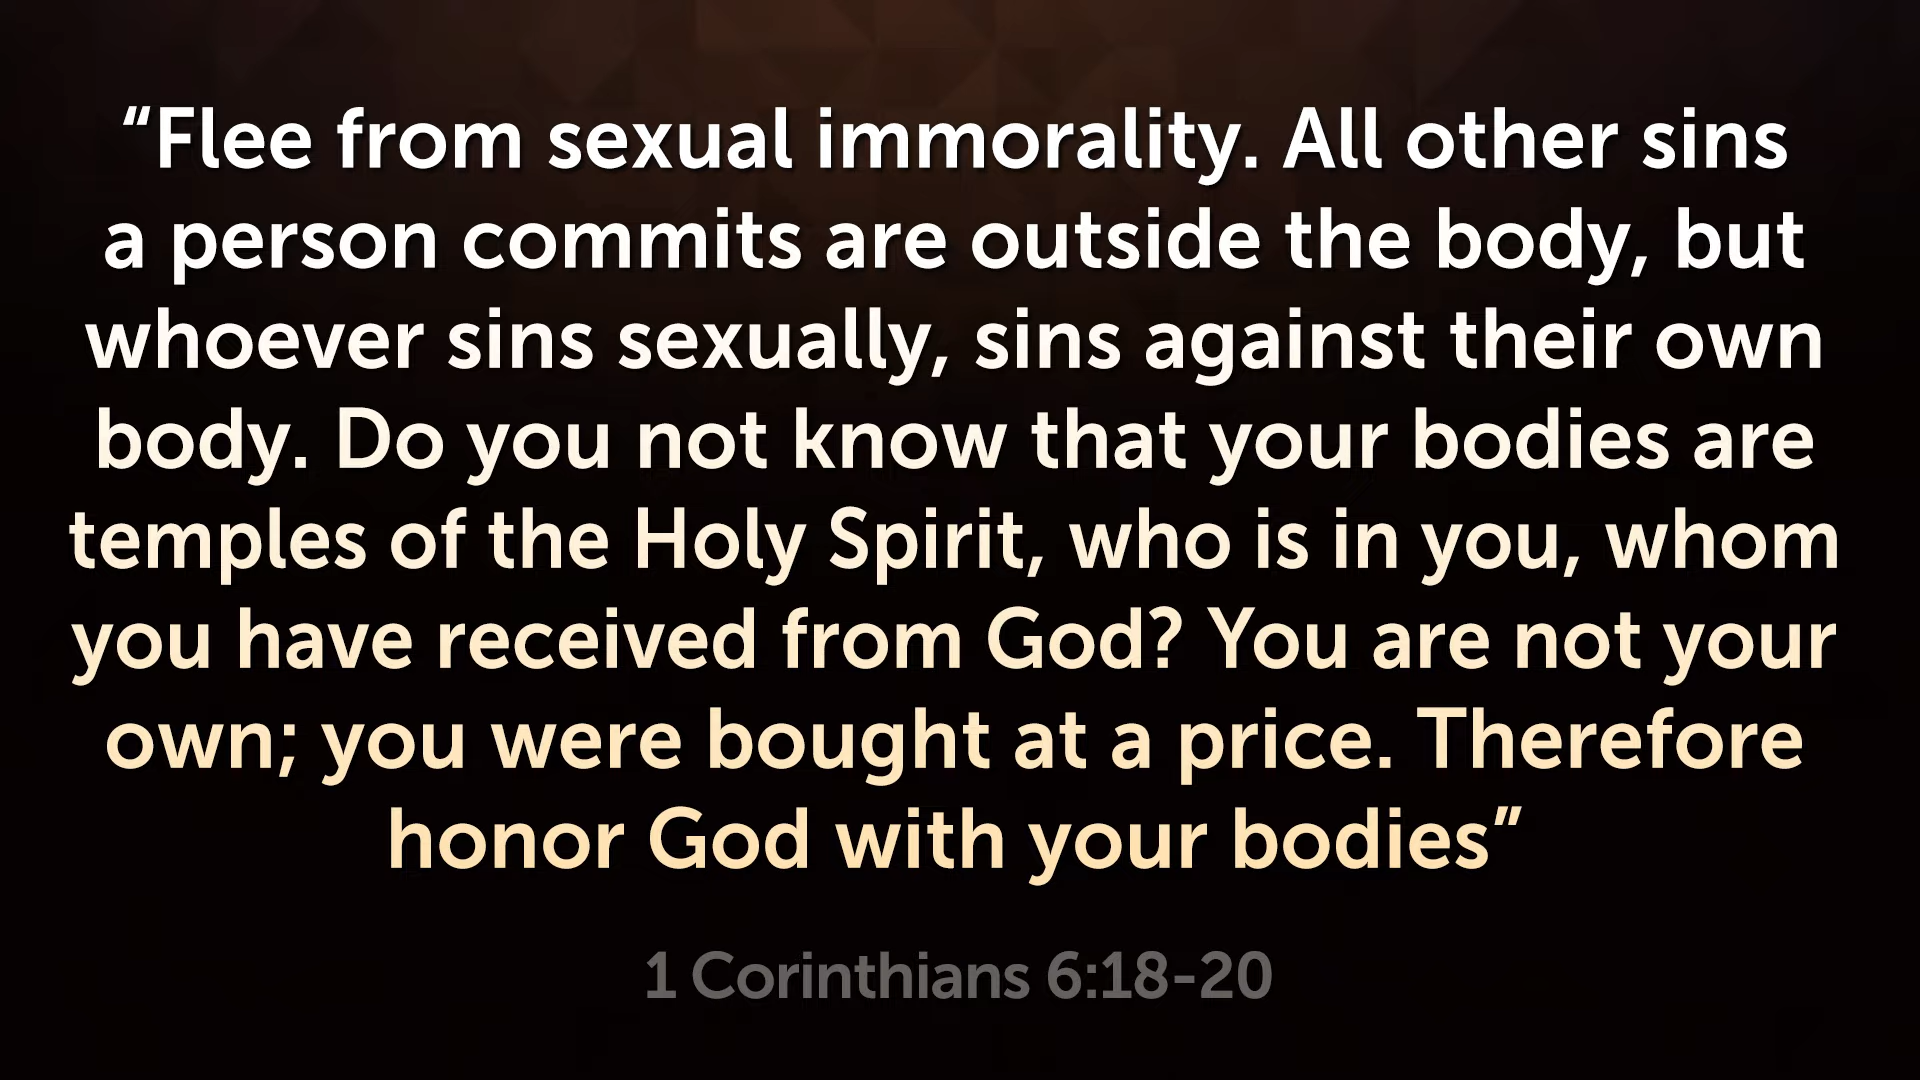 “Flee from sexual immorality. All other sins
a person commits are outside the body, but
whoever sins sexually, sins against their own
body. Do you not know that your bodies are
temples of the Holy Spirit, who is in you, whom
you have received from God? You are not your
own; you were bought at a price. Therefore
honor God with your bodies”
1 Corinthians 6:18-20